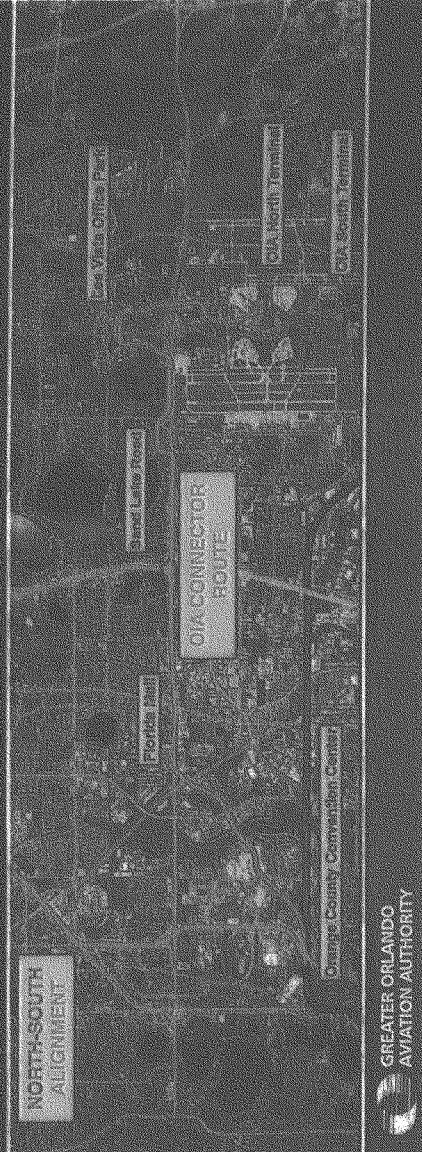 NORTH-SOUTH
ALIGNMENT
Lee Vista Office Park
Sand Lake Road
Florida Mall
OIA CONNECTOR
ROUTE
OIA North Terminal
OIA South Terminal
Orange County Convention Center
GREATER ORLANDO
AVIATION AUTHORITY